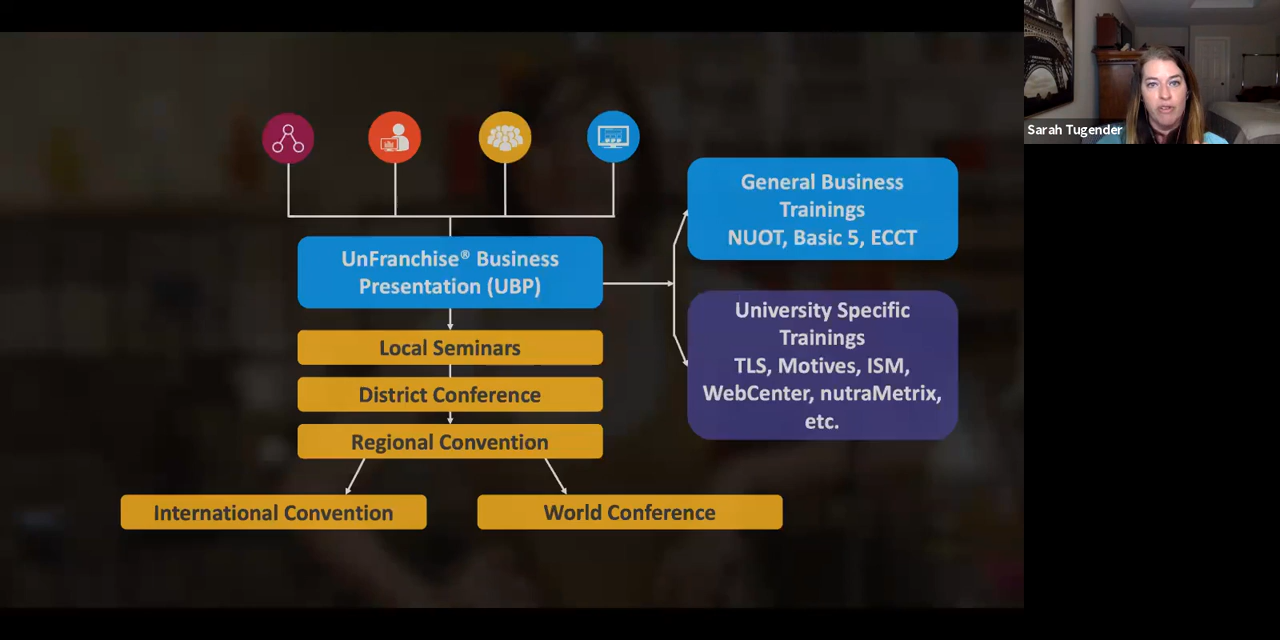 Sarah Tugender
General Business
Trainings
NUOT, Basic 5, ECCT
UnFranchise® Business
Presentation (UBP)
University Specific
Trainings
TLS, Motives, ISM,
WebCenter, nutraMetrix,
etc.
Local Seminars
District Conference
Regional Convention
International Convention
World Conference